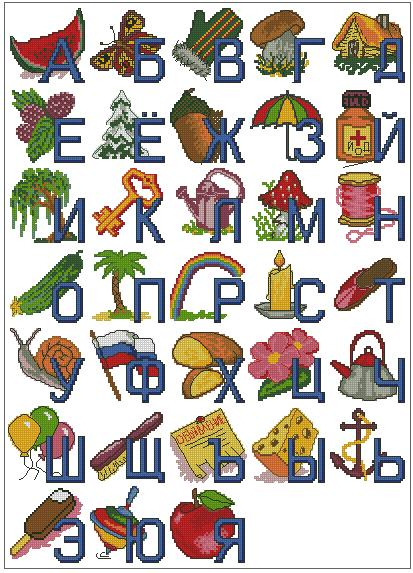 А Б В Г Д
Е Ё Ж З Й
ЙОД
И К Л М Н
О П Р С Т
У Ф Х Ц Ч
Ш Щ Ъ Ы Ь
Э Ю Я